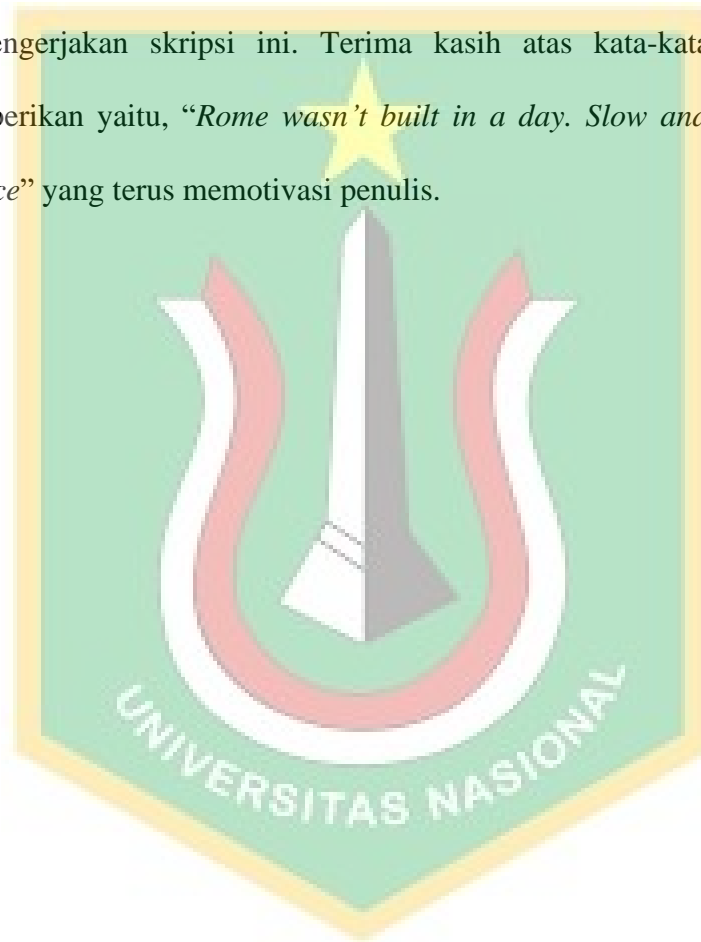 engerjakan skripsi ini. Terima kasih atas kata-kata
berikan yaitu, “Rome wasn’t built in a day. Slow and
ce” yang terus memotivasi penulis.
UNIVERSITAS NASIONAL